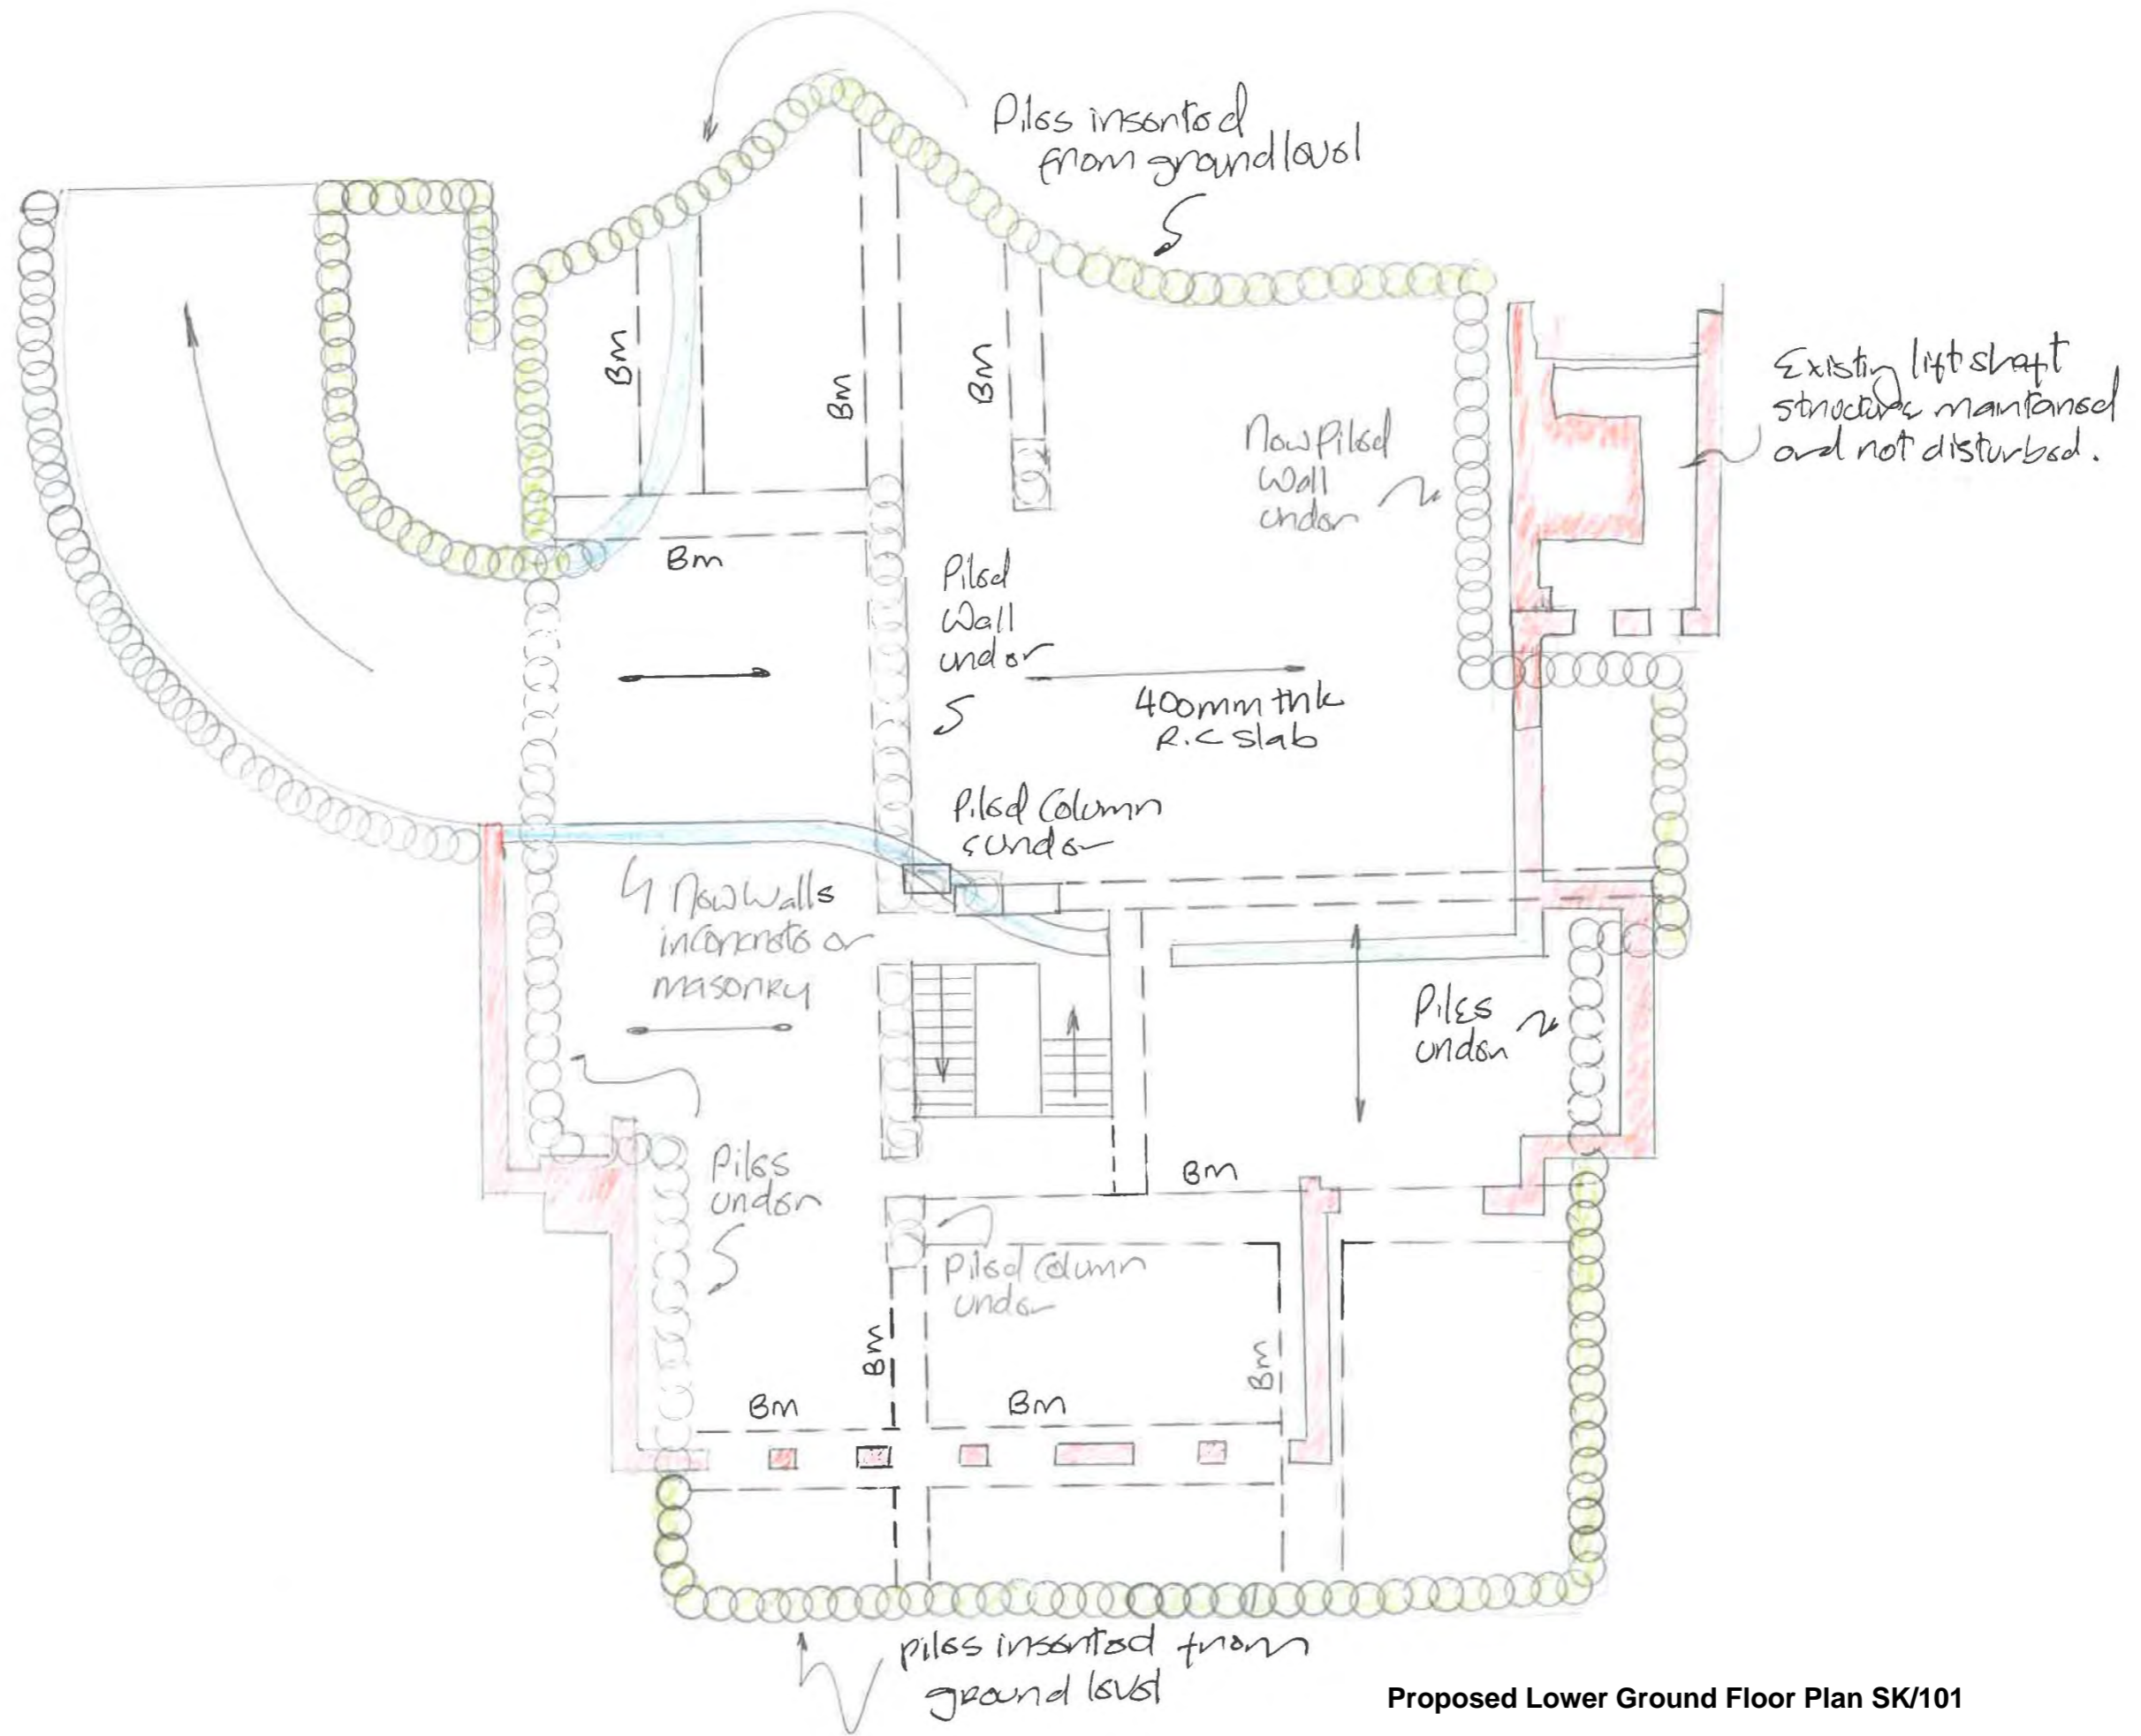 Piles inserted
from ground level
Existing lift shaft
structure mantaned
and not disturbed.
Bm
Bm
Bm
New Piled
Wall
under
Bm
Piled
Wall
under
400mm thk
R.C slab
Piled Column
under
New Walls
in Concrete or
masonry
Piles
under
Piles
under
Bm
Piled Column
under
Bm
Bm
Bm
Bm
piles inserted from
ground level
Proposed Lower Ground Floor Plan SK/101